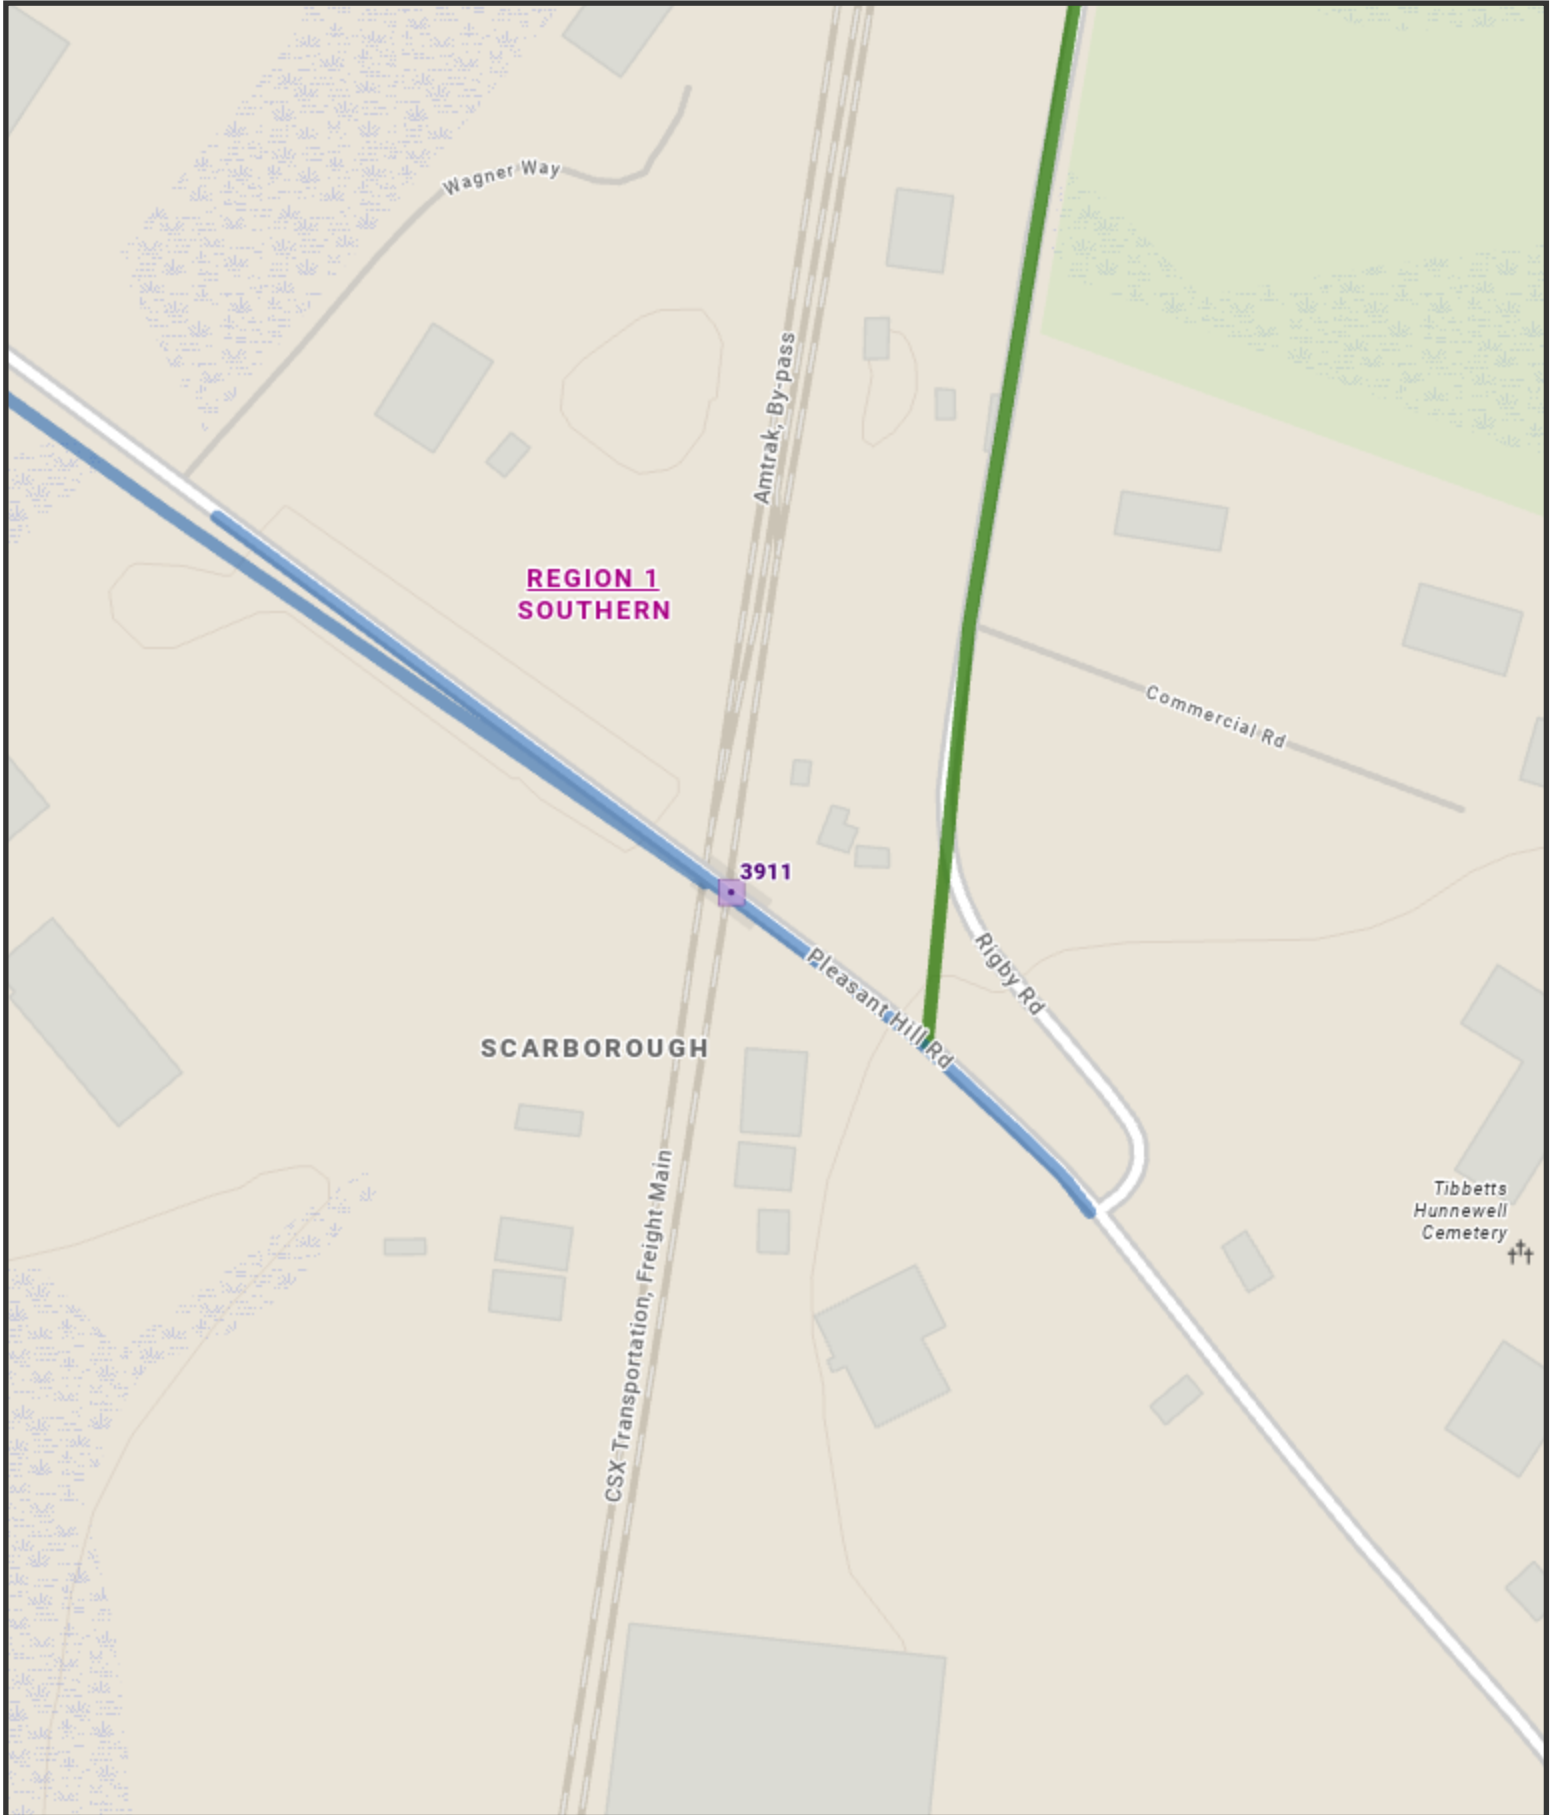 Wagner Way
Amtrak, By-pass
REGION 1
SOUTHERN
Commercial Rd
3911
Pleasant Hill Rd
Rigby Rd
SCARBOROUGH
CSX Transportation, Freight Main
Tibbetts
Hunnewell
Cemetery